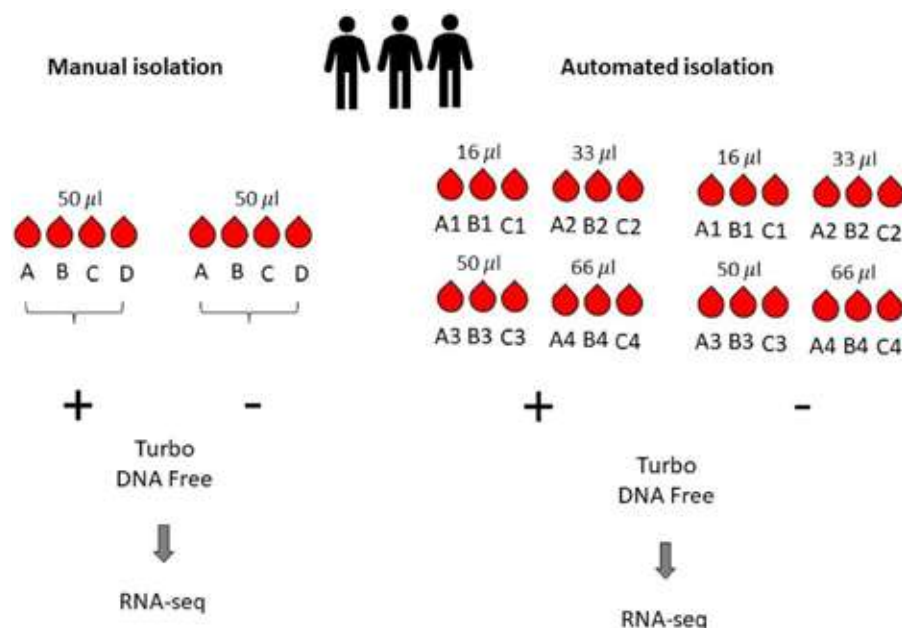 Manual isolation
Automated isolation
50 μl
50 μl
A B C D
A B C D
+
-
Turbo
DNA Free
RNA-seq
16 μl
33 μl
16 μl
33 μl
A1 B1 C1
A2 B2 C2
A1 B1 C1
A2 B2 C2
50 μl
66 μl
50 μl
66 μl
A3 B3 C3
A4 B4 C4
A3 B3 C3
A4 B4 C4
+
-
Turbo
DNA Free
RNA-seq